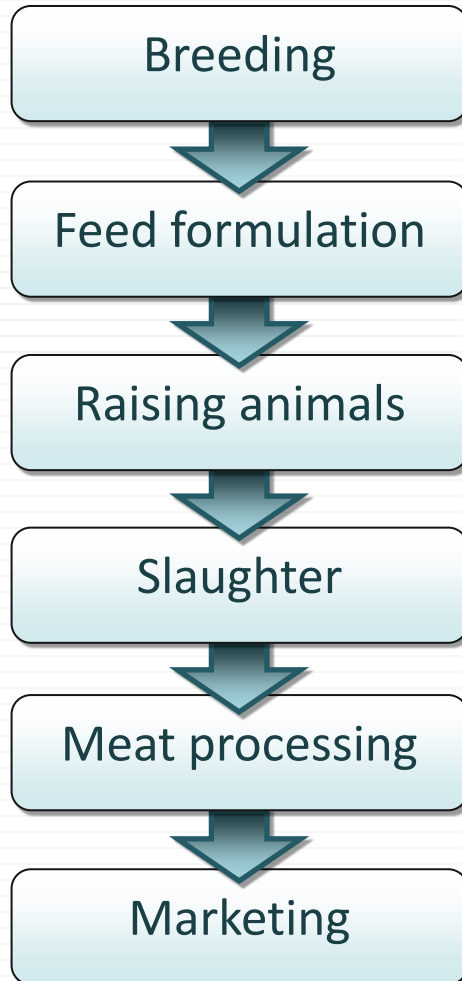 Breeding
Feed formulation
Raising animals
Slaughter
Meat processing
Marketing